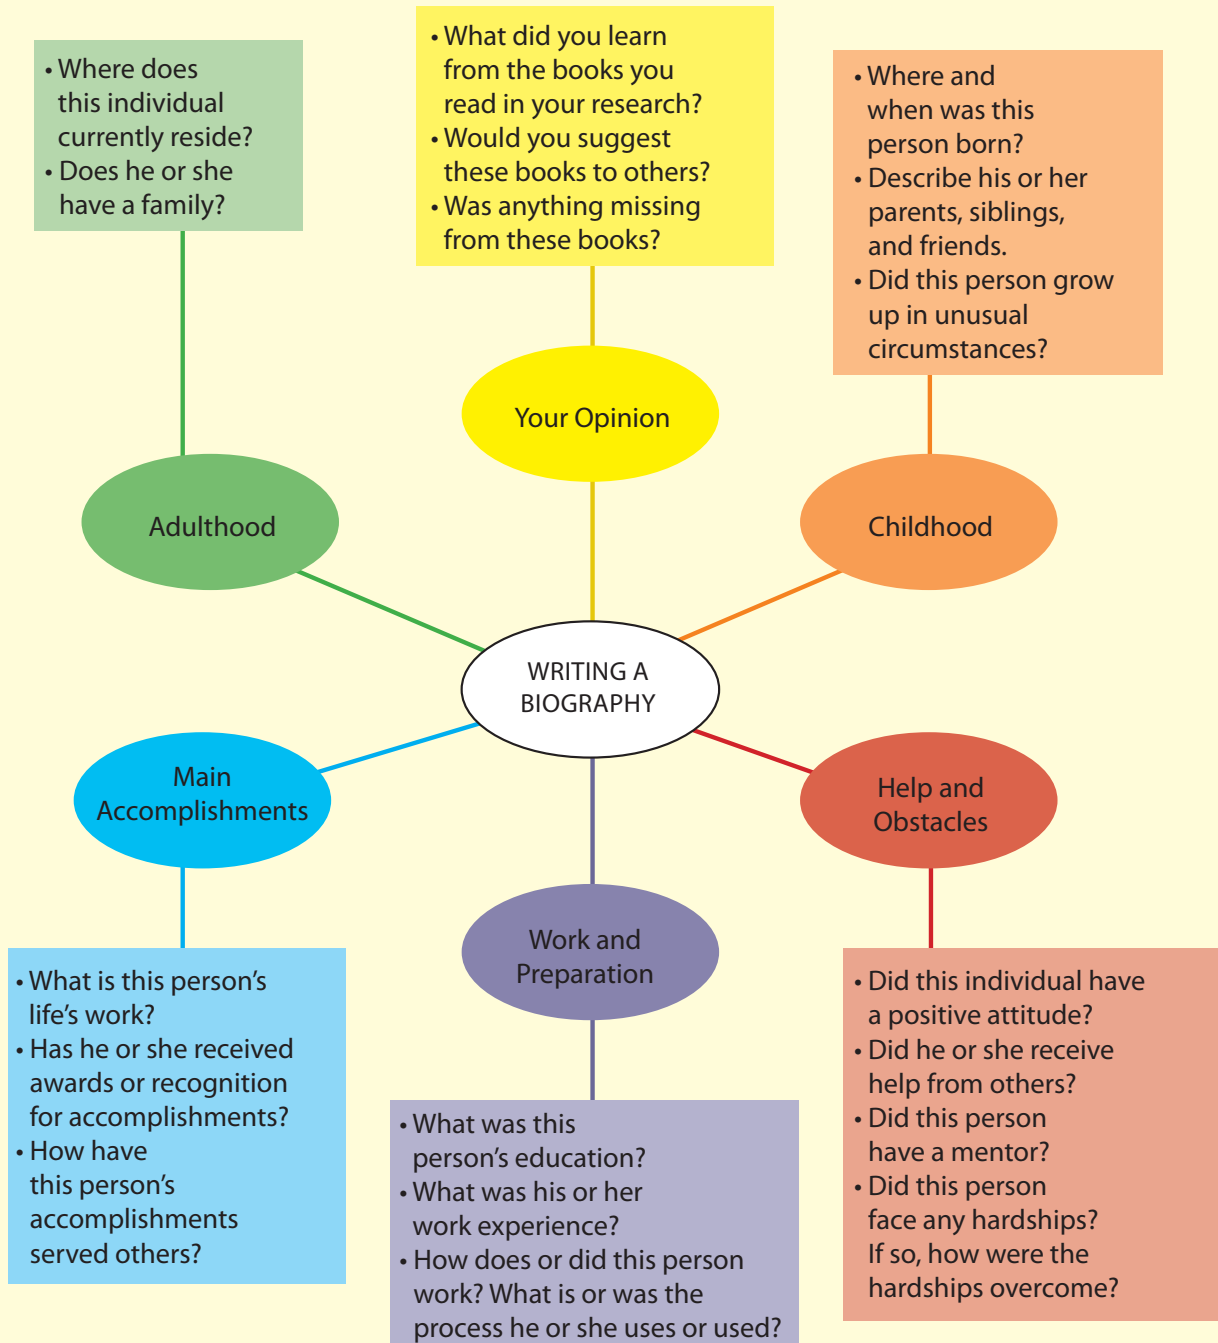 • Where does
this individual
currently reside?
• Does he or she
have a family?
• What did you learn
from the books you
read in your research?
• Would you suggest
these books to others?
• Was anything missing
from these books?
• Where and
when was this
person born?
• Describe his or her
parents, siblings,
and friends.
• Did this person grow
up in unusual
circumstances?
Your Opinion
Adulthood
Childhood
WRITING A
BIOGRAPHY
Main
Accomplishments
Help and
Obstacles
Work and
Preparation
• What is this person’s
life’s work?
• Has he or she received
awards or recognition
for accomplishments?
• How have
this person’s
accomplishments
served others?
• What was this
person’s education?
• What was his or her
work experience?
• How does or did this person
work? What is or was the
process he or she uses or used?
• Did this individual have
a positive attitude?
• Did he or she receive
help from others?
• Did this person
have a mentor?
• Did this person
face any hardships?
If so, how were the
hardships overcome?